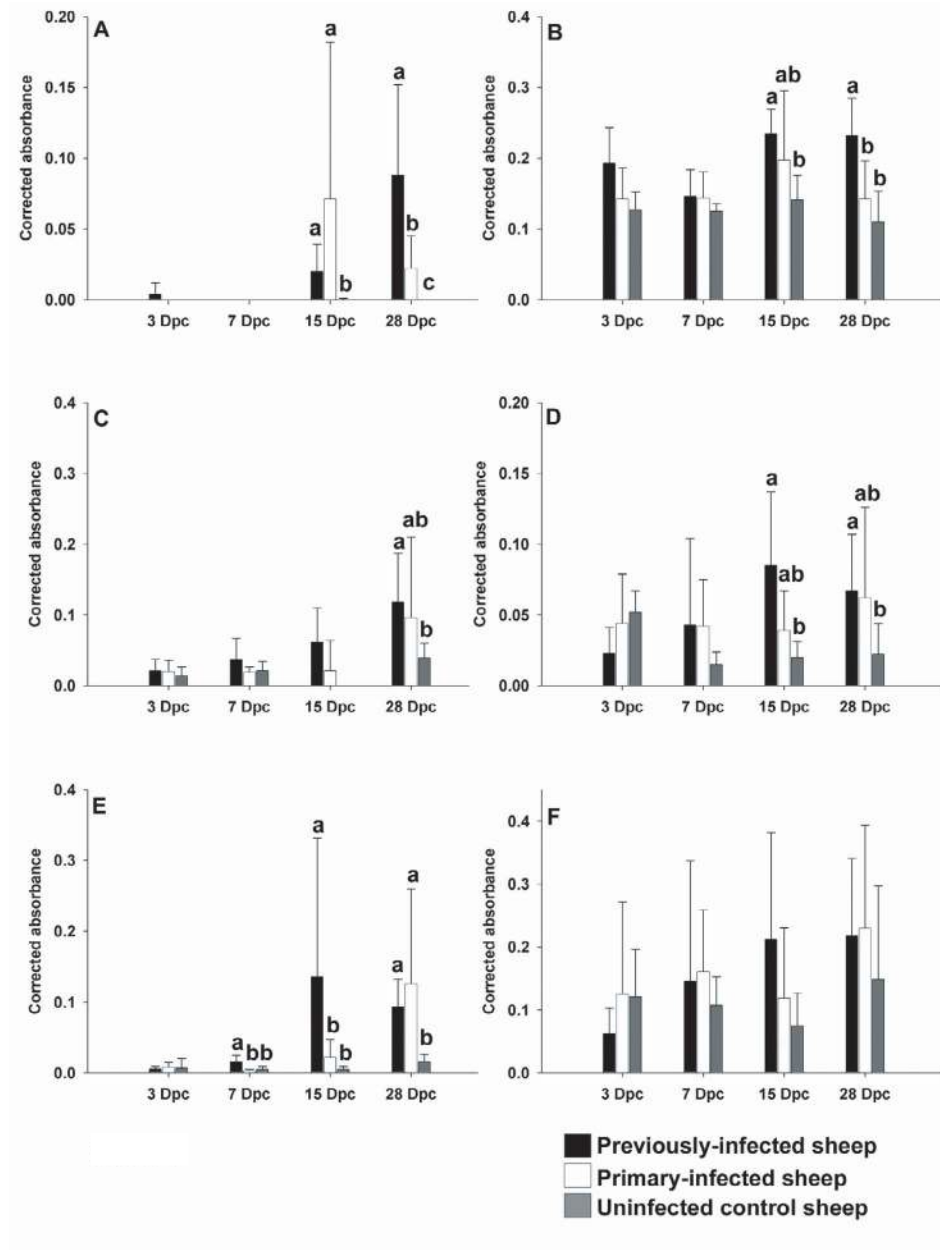 A
Corrected absorbance
0.20
0.15
0.10
0.05
0.00
a
a
a
b
b
c
3 Dpc 7 Dpc 15 Dpc 28 Dpc
B
Corrected absorbance
0.4
0.3
0.2
0.1
0.0
ab
a
a
b
b
b
3 Dpc 7 Dpc 15 Dpc 28 Dpc
C
Corrected absorbance
0.4
0.3
0.2
0.1
0.0
ab
a
b
3 Dpc 7 Dpc 15 Dpc 28 Dpc
D
Corrected absorbance
0.20
0.15
0.10
0.05
0.00
a
ab
b
ab
a
b
3 Dpc 7 Dpc 15 Dpc 28 Dpc
E
Corrected absorbance
0.4
0.3
0.2
0.1
0.0
a
bb
a
b
b
a
a
b
3 Dpc 7 Dpc 15 Dpc 28 Dpc
F
Corrected absorbance
0.4
0.3
0.2
0.1
0.0
3 Dpc 7 Dpc 15 Dpc 28 Dpc
Previously-infected sheep
Primary-infected sheep
Uninfected control sheep